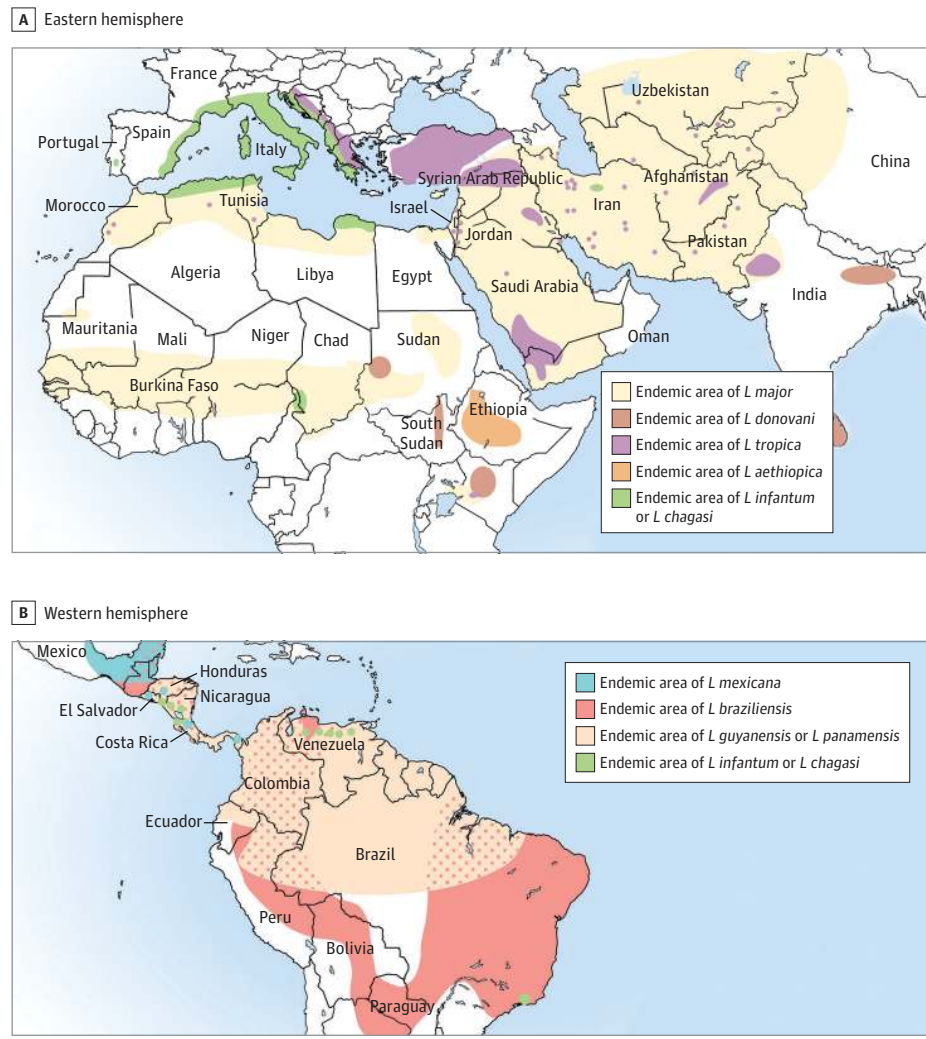 A Eastern hemisphere
France
Uzbekistan
Portugal
Spain
Italy
China
Syrian Arab Republic
Afghanistan
Morocco
Tunisia
Israel
Iran
Jordan
Pakistan
Algeria
Libya
Egypt
Saudi Arabia
India
Mauritania
Mali
Niger
Chad
Sudan
Oman
Burkina Faso
Ethiopia
South
Sudan
Endemic area of L major
Endemic area of L donovani
Endemic area of L tropica
Endemic area of L aethiopica
Endemic area of L infantum
or L chagasi
B Western hemisphere
Mexico
Honduras
Nicaragua
El Salvador
Costa Rica
Venezuela
Colombia
Ecuador
Brazil
Peru
Bolivia
Paraguay
Endemic area of L mexicana
Endemic area of L braziliensis
Endemic area of L guyanensis or L panamensis
Endemic area of L infantum or L chagasi